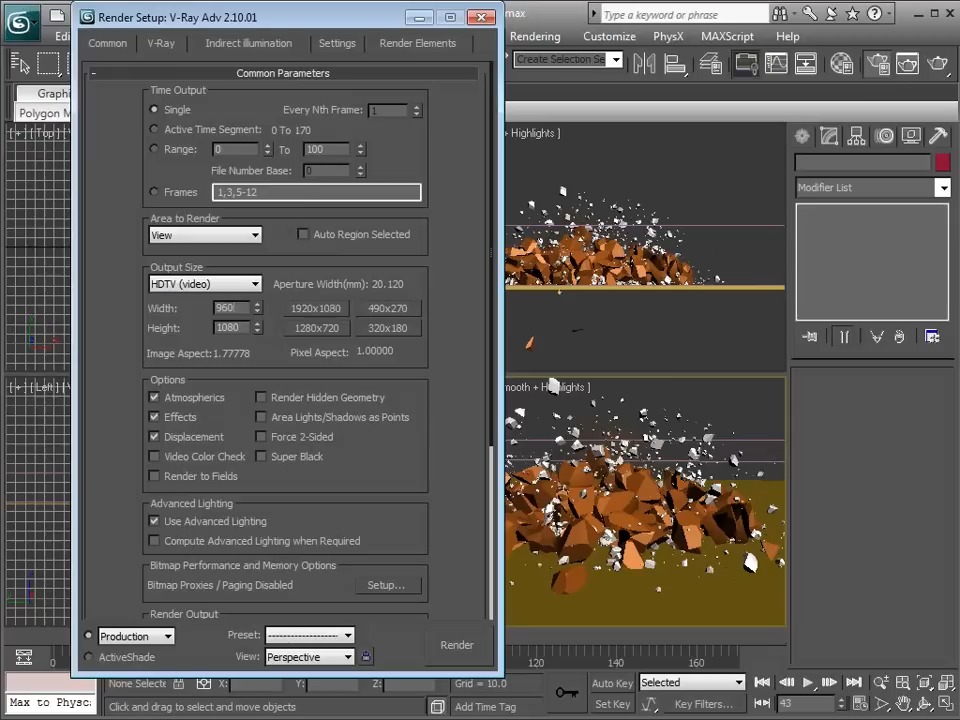 Render Setup: V-Ray Adv 2.10.01
max
Type a keyword or phrase
Ed
Rendering Customize PhysX MAXScript Help
Common V-Ray Indirect illumination Settings Render Elements
Create Selection Se
Graphi
Polygon M
- Common Parameters
Time Output
Single Every Nth Frame: 1
Active Time Segment: 0 To 170
Range: 0 To 100
File Number Base: 0
Frames 1,3,5-12
Area to Render
View Auto Region Selected
Output Size
HDTV (video) Aperture Width(mm): 20.120
Width: 960 1920x1080 490x270
Height: 1080 1280x720 320x180
Image Aspect: 1.77778 Pixel Aspect: 1.00000
Options
Atmospherics Render Hidden Geometry
Effects Area Lights/Shadows as Points
Displacement Force 2-Sided
Video Color Check Super Black
Render to Fields
Advanced Lighting
Use Advanced Lighting
Compute Advanced Lighting when Required
Bitmap Performance and Memory Options
Bitmap Proxies / Paging Disabled Setup...
Render Output
Production Preset: --------------------
ActiveShade View: Perspective
Render
[ + ] [ Top ]
Highlights ]
[ + ] [ Left ]
mooth + Highlights ]
Modifier List
0 120 140 160
None Selecte X: Y: Z: Grid = 10.0
Auto Key Selected
Max to Physc
Click and drag to select and move objects
Add Time Tag
Set Key Key Filters... 43